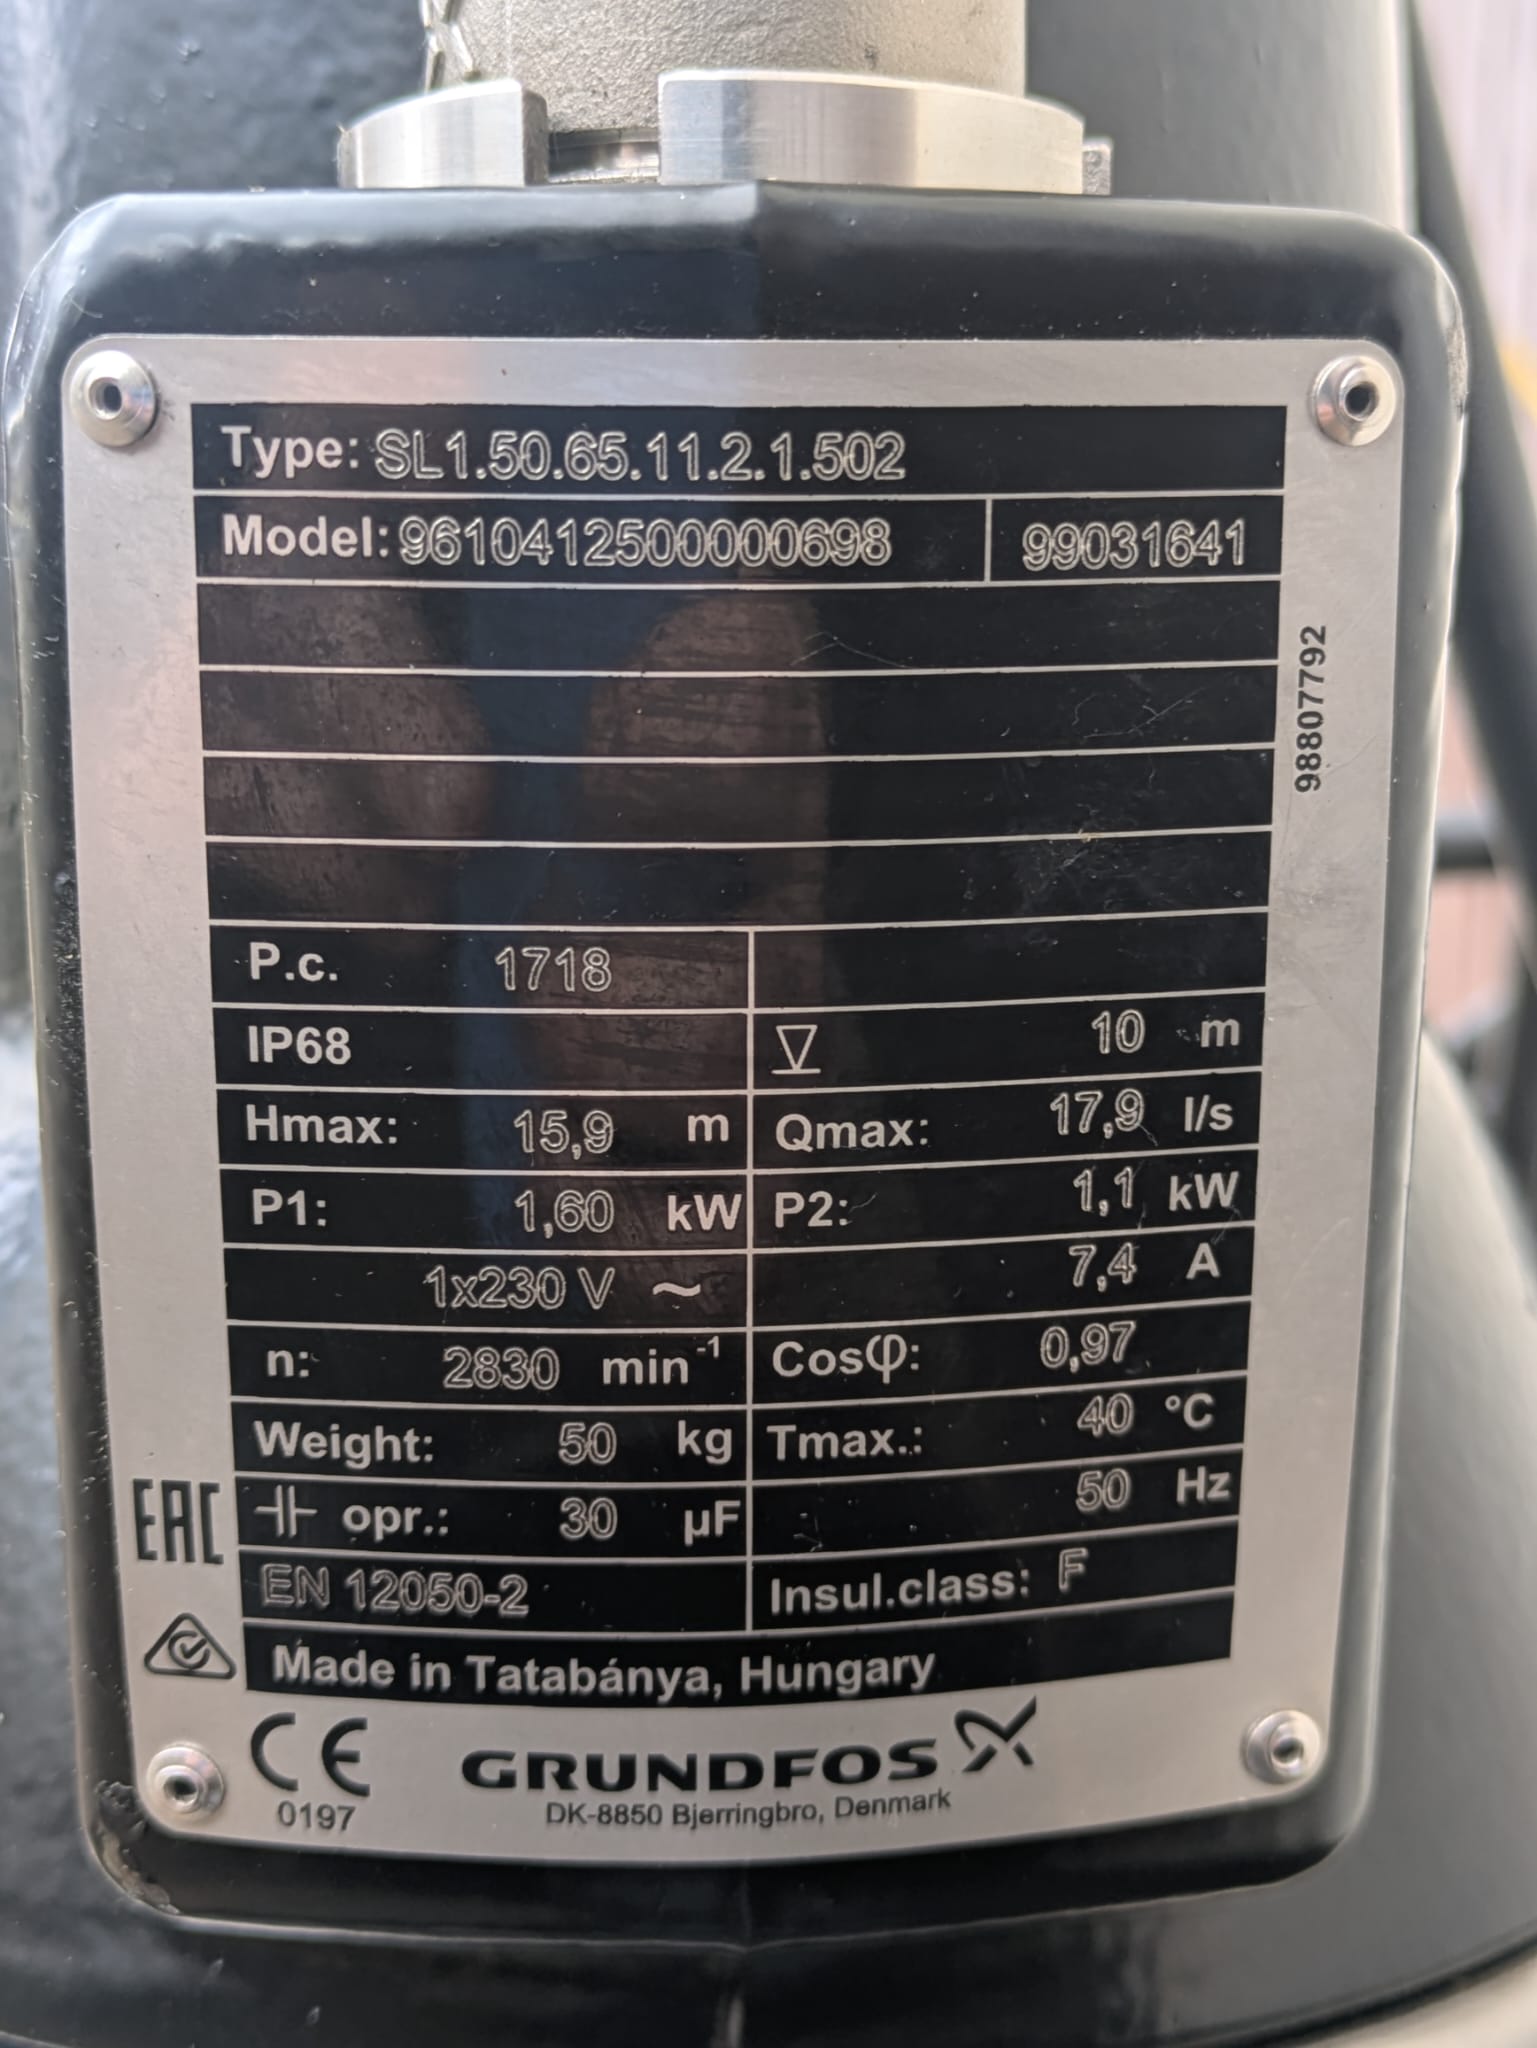 Type: SL1.50.65.11.2.1.502
Model: 9610412500000698 99031641
98807792
P.c. 1718
IP68 10 m
Hmax: 15,9 m Qmax: 17,9 l/s
P1: 1,60 kW P2: 1,1 kW
1x230 V ~ 7,4 A
n: 2830 min⁻¹ Cosφ: 0,97
Weight: 50 kg Tmax.: 40 °C
opr.: 30 µF 50 Hz
EN 12050-2 Insul.class: F
Made in Tatabánya, Hungary
EAC
CE
0197
GRUNDFOS
DK-8850 Bjerringbro, Denmark